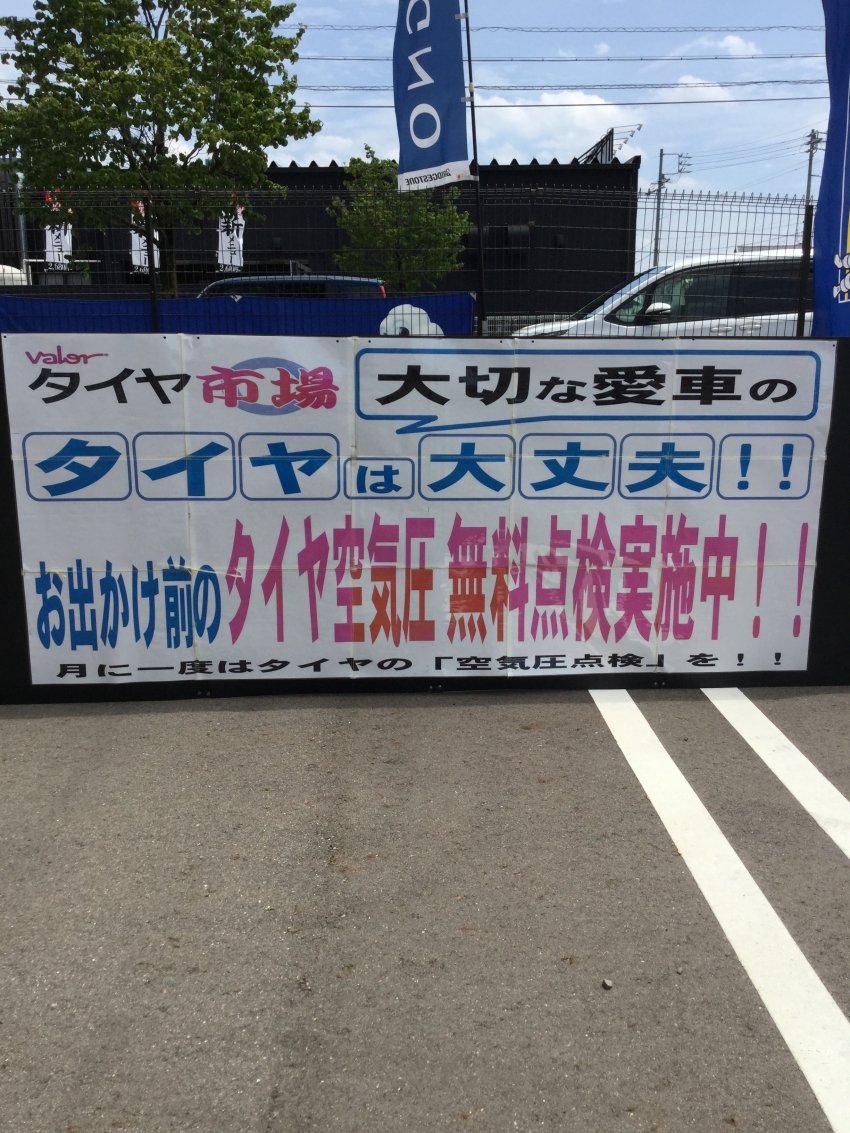 GNO
BRIDGESTONE
Valor
タイヤ市場
大切な愛車の
タイヤは大丈夫!!
お出かけ前のタイヤ空気圧 無料点検実施中!!
月に一度はタイヤの「空気圧点検」を!!